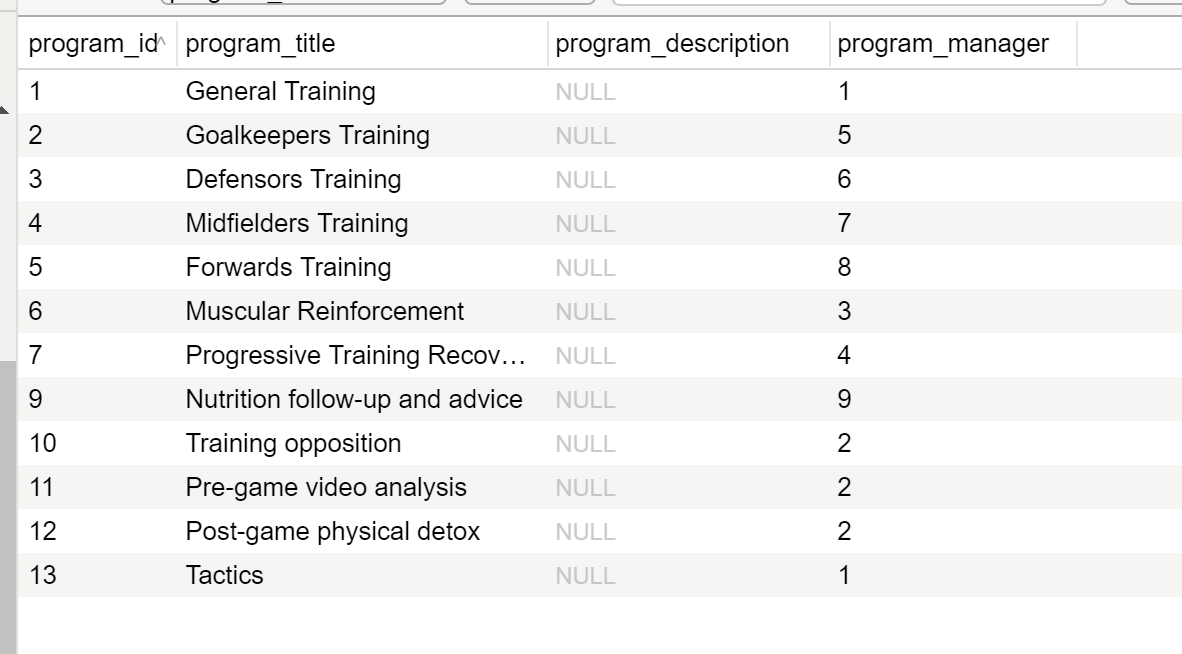 program_id program_title program_description program_manager
1 General Training NULL 1
2 Goalkeepers Training NULL 5
3 Defensors Training NULL 6
4 Midfielders Training NULL 7
5 Forwards Training NULL 8
6 Muscular Reinforcement NULL 3
7 Progressive Training Recov… NULL 4
9 Nutrition follow-up and advice NULL 9
10 Training opposition NULL 2
11 Pre-game video analysis NULL 2
12 Post-game physical detox NULL 2
13 Tactics NULL 1